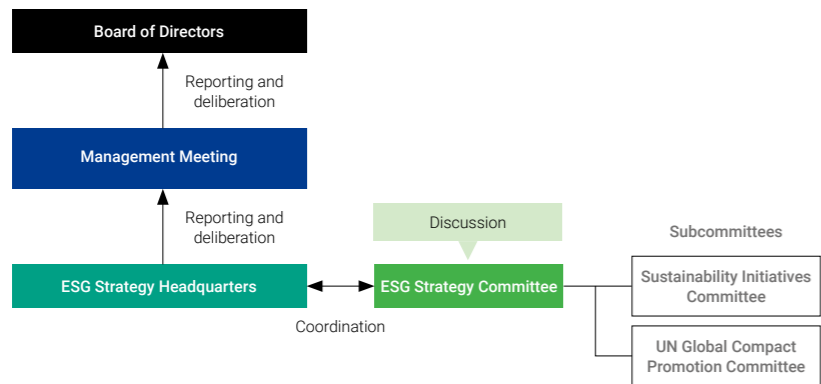 Board of Directors
Reporting and
deliberation
Management Meeting
Reporting and
deliberation
Discussion
Subcommittees
ESG Strategy Headquarters
ESG Strategy Committee
Sustainability Initiatives
Committee
Coordination
UN Global Compact
Promotion Committee